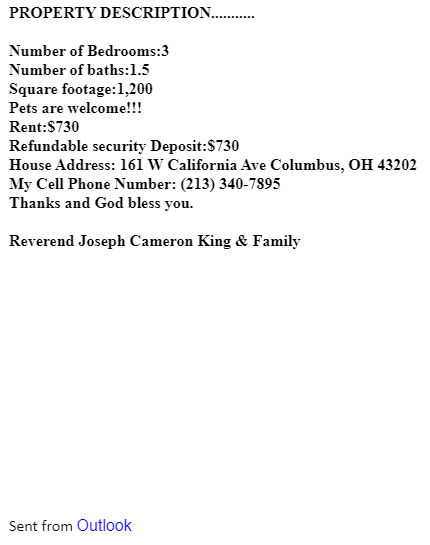 PROPERTY DESCRIPTION...........
Number of Bedrooms:3
Number of baths:1.5
Square footage:1,200
Pets are welcome!!!
Rent:$730
Refundable security Deposit:$730
House Address: 161 W California Ave Columbus, OH 43202
My Cell Phone Number: (213) 340-7895
Thanks and God bless you.
Reverend Joseph Cameron King & Family
Sent from Outlook